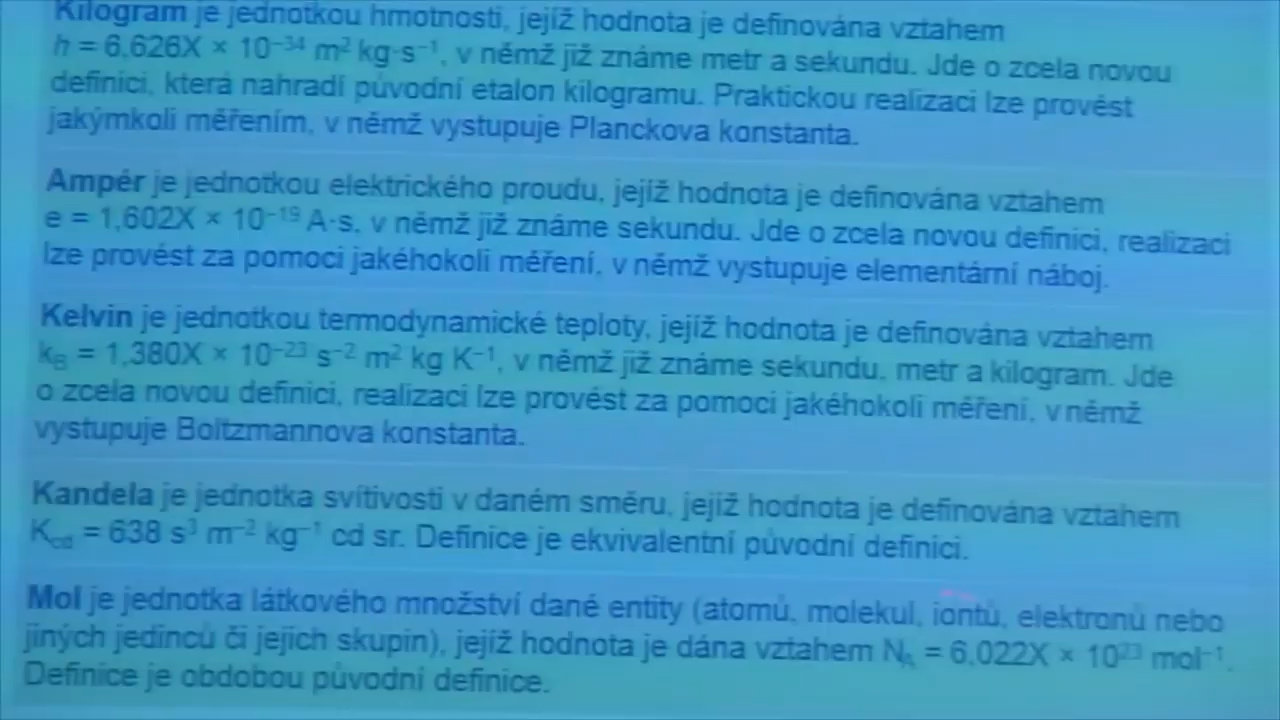 Kilogram je jednotkou hmotnosti, jejíž hodnota je definována vztahem
h = 6,626X × 10⁻³⁴ m² kg·s⁻¹, v němž již známe metr a sekundu. Jde o zcela novou
definici, která nahradí původní etalon kilogramu. Praktickou realizaci lze provést
jakýmkoli měřením, v němž vystupuje Planckova konstanta.
Ampér je jednotkou elektrického proudu, jejíž hodnota je definována vztahem
e = 1,602X × 10⁻¹⁹ A·s, v němž již známe sekundu. Jde o zcela novou definici, realizaci
lze provést za pomoci jakéhokoli měření, v němž vystupuje elementární náboj.
Kelvin je jednotkou termodynamické teploty, jejíž hodnota je definována vztahem
k_B = 1,380X × 10⁻²³ s⁻² m² kg K⁻¹, v němž již známe sekundu, metr a kilogram. Jde
o zcela novou definici, realizaci lze provést za pomoci jakéhokoli měření, v němž
vystupuje Boltzmannova konstanta.
Kandela je jednotka svítivosti v daném směru, jejíž hodnota je definována vztahem
K_cd = 638 s³ m⁻² kg⁻¹ cd sr. Definice je ekvivalentní původní definici.
Mol je jednotka látkového množství dané entity (atomů, molekul, iontů, elektronů nebo
jiných jedinců či jejich skupin), jejíž hodnota je dána vztahem N_A = 6,022X × 10²³ mol⁻¹.
Definice je obdobou původní definice.